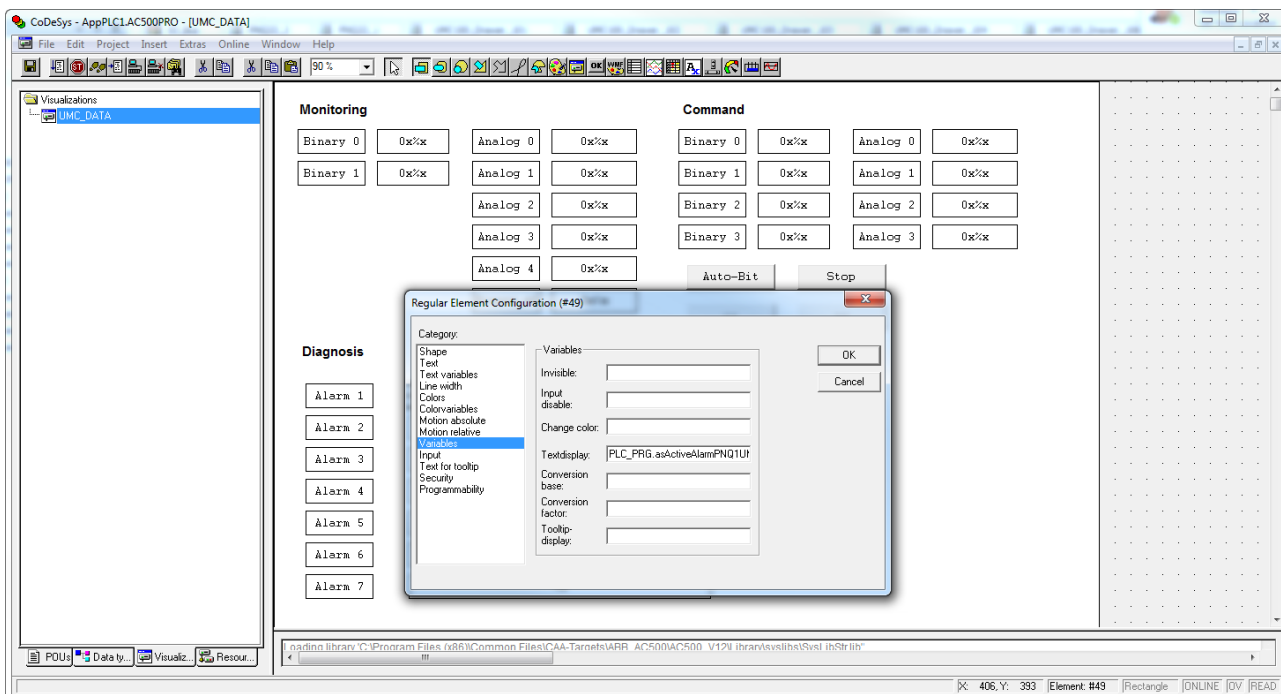 CoDeSys - AppPLC1.AC500PRO - [UMC_DATA]
File Edit Project Insert Extras Online Window Help
90 %
Visualizations
UMC_DATA
Monitoring
Command
Binary 0 0x%x Analog 0 0x%x Binary 0 0x%x Analog 0 0x%x
Binary 1 0x%x Analog 1 0x%x Binary 1 0x%x Analog 1 0x%x
Analog 2 0x%x Binary 2 0x%x Analog 2 0x%x
Analog 3 0x%x Binary 3 0x%x Analog 3 0x%x
Analog 4 0x%x
Auto-Bit Stop
Diagnosis
Alarm 1
Alarm 2
Alarm 3
Alarm 4
Alarm 5
Alarm 6
Alarm 7
Regular Element Configuration (#49)
Category:
Shape
Text
Text variables
Line width
Colors
Colorvariables
Motion absolute
Motion relative
Variables
Input
Text for tooltip
Security
Programmability
Variables
Invisible:
Input
disable:
Change color:
Textdisplay: PLC_PRG.asActiveAlarmPNQ1U
Conversion
base:
Conversion
factor:
Tooltip-
display:
OK
Cancel
Loading library 'C:\Program Files (x86)\Common Files\CAA-Targets\ABB_AC500\AC500_V12\Library\syslibs\SysLibStr.lib'
POUs Data ty... Visualiz... Resour...
X: 406, Y: 393 Element: #49 Rectangle ONLINE OV READ